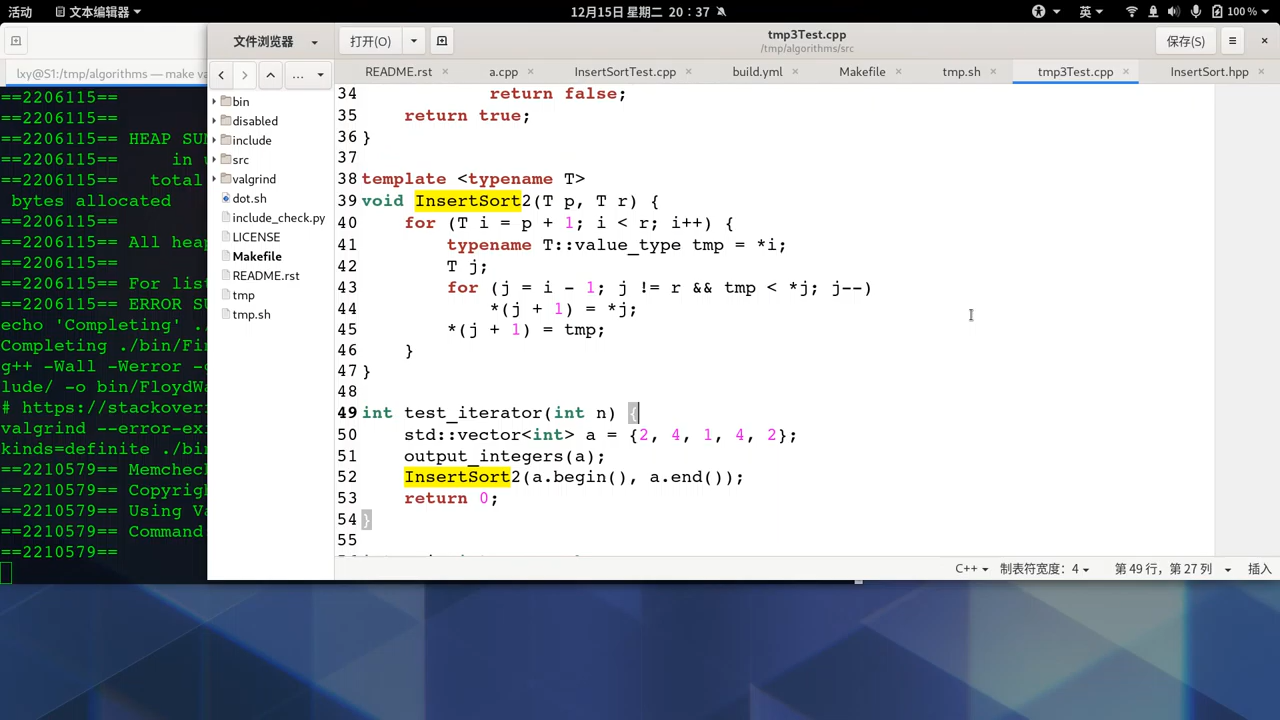 活动
文本编辑器
12月15日 星期二 20：37
英
100 %
文件浏览器
打开(O)
tmp3Test.cpp
/tmp/algorithms/src
保存(S)
lxy@S1:/tmp/algorithms — make va
README.rst
a.cpp
InsertSortTest.cpp
build.yml
Makefile
tmp.sh
tmp3Test.cpp
InsertSort.hpp
==2206115==
==2206115==
==2206115== HEAP SUM
==2206115==     in u
==2206115==   total
 bytes allocated
==2206115==
==2206115== All heap
==2206115==
==2206115== For list
==2206115== ERROR SU
echo 'Completing' ./
Completing ./bin/Fin
g++ -Wall -Werror -g
lude/ -o bin/FloydWa
# https://stackoverf
valgrind --error-exi
kinds=definite ./bin
==2210579== Memchec
==2210579== Copyrig
==2210579== Using Va
==2210579== Command
==2210579==
...
bin
disabled
include
src
valgrind
dot.sh
include_check.py
LICENSE
Makefile
README.rst
tmp
tmp.sh
34             return false;
35     return true;
36 }
37
38 template <typename T>
39 void InsertSort2(T p, T r) {
40     for (T i = p + 1; i < r; i++) {
41         typename T::value_type tmp = *i;
42         T j;
43         for (j = i - 1; j != r && tmp < *j; j--)
44             *(j + 1) = *j;
45         *(j + 1) = tmp;
46     }
47 }
48
49 int test_iterator(int n) {
50     std::vector<int> a = {2, 4, 1, 4, 2};
51     output_integers(a);
52     InsertSort2(a.begin(), a.end());
53     return 0;
54 }
55
C++
制表符宽度：4
第 49 行，第 27 列
插入